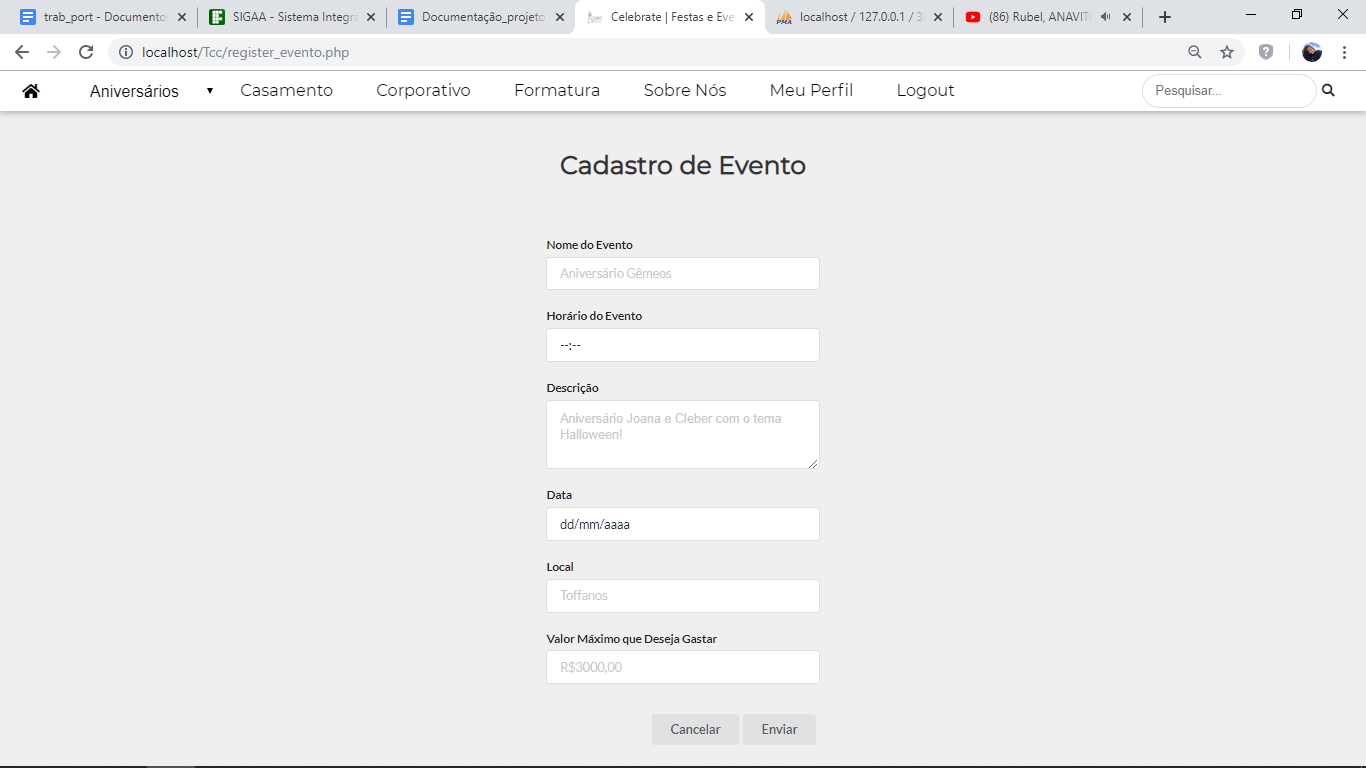 trab_port - Documento
SIGAA - Sistema Integra
Documentação_projeto
Celebrate | Festas e Eve
localhost / 127.0.0.1 / 3
(86) Rubel, ANAVIT
localhost/Tcc/register_evento.php
Aniversários
Casamento
Corporativo
Formatura
Sobre Nós
Meu Perfil
Logout
Pesquisar...
Cadastro de Evento
Nome do Evento
Aniversário Gêmeos
Horário do Evento
--:--
Descrição
Aniversário Joana e Cleber com o tema
Halloween!
Data
dd/mm/aaaa
Local
Toffanos
Valor Máximo que Deseja Gastar
R$3000,00
Cancelar
Enviar